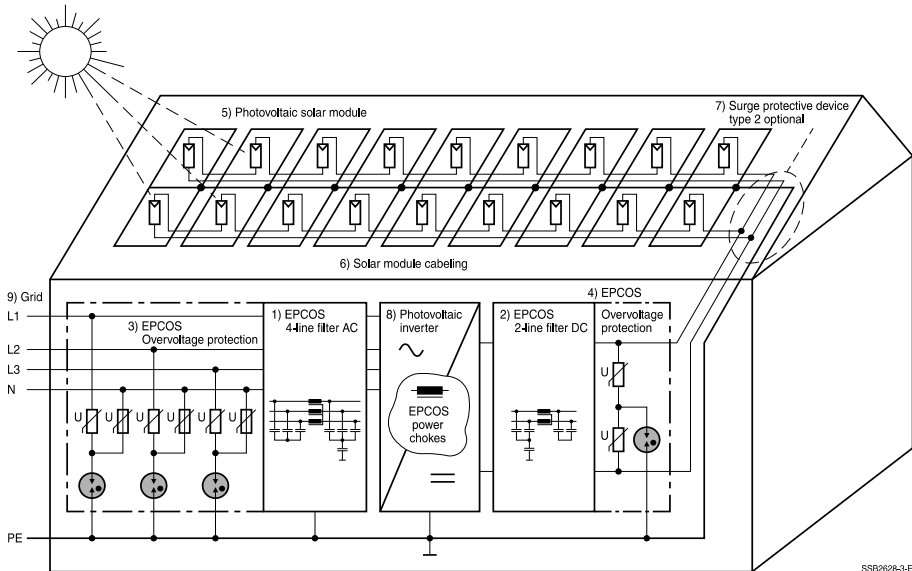 5) Photovoltaic solar module
7) Surge protective device
type 2 optional
6) Solar module cabeling
9) Grid
L1
L2
L3
N
PE
3) EPCOS
Overvoltage protection
1) EPCOS
4-line filter AC
8) Photovoltaic
inverter
EPCOS
power
chokes
2) EPCOS
2-line filter DC
4) EPCOS
Overvoltage
protection
U
U
U
U
U
U
U
U
SSB2628-3-E